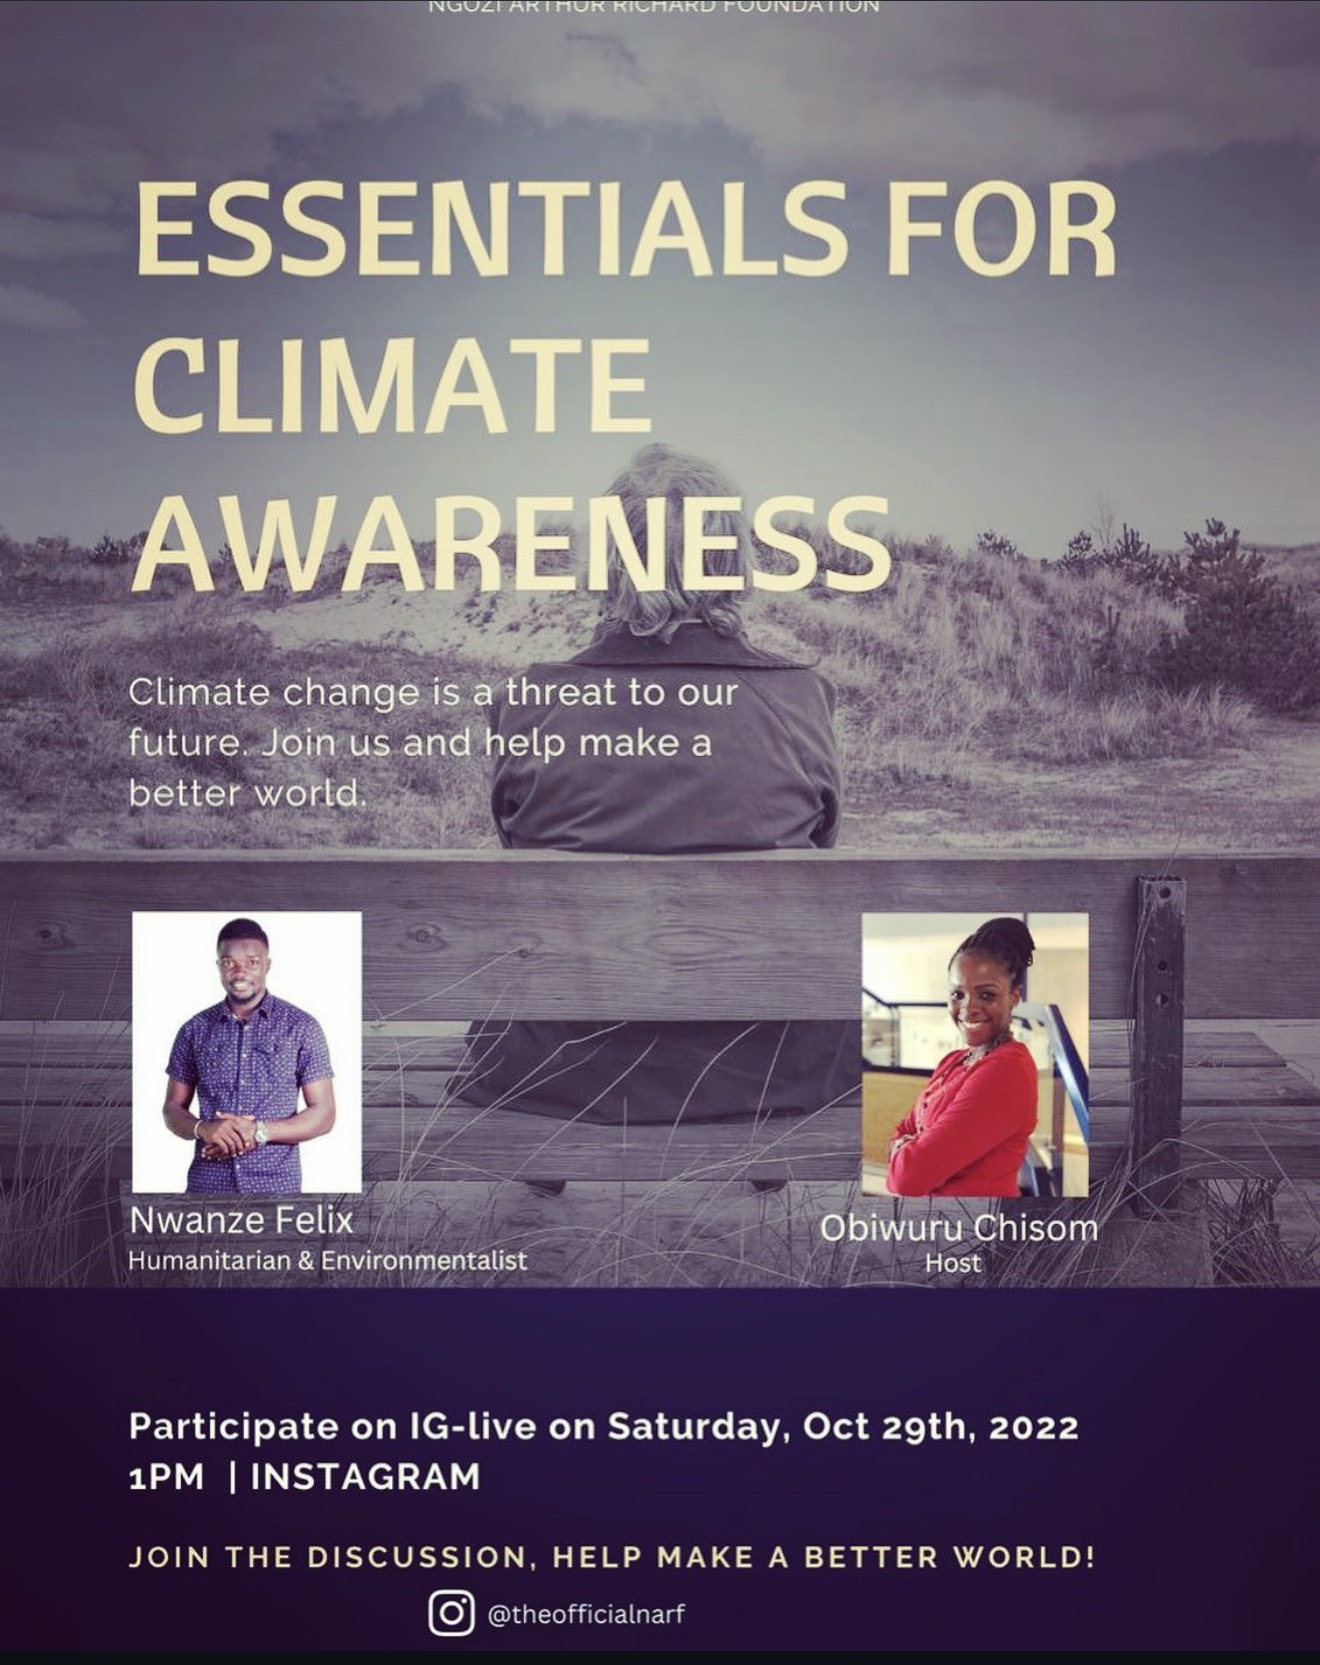 NGOZI ARTHUR RICHARD FOUNDATION
ESSENTIALS FOR
CLIMATE
AWARENESS
Climate change is a threat to our
future. Join us and help make a
better world.
Nwanze Felix
Humanitarian & Environmentalist
Obiwuru Chisom
Host
Participate on IG-live on Saturday, Oct 29th, 2022
1PM | INSTAGRAM
JOIN THE DISCUSSION, HELP MAKE A BETTER WORLD!
@theofficialnarf